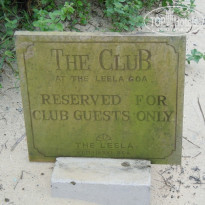 THE CLUB
AT THE LEELA GOA
RESERVED FOR
CLUB GUESTS ONLY
THE LEELA